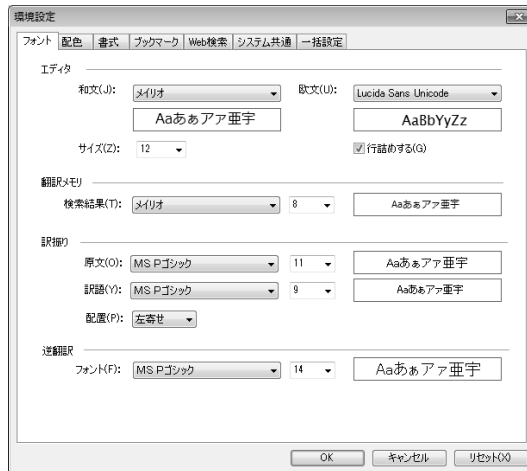 環境設定
フォント 配色 書式 ブックマーク Web検索 システム共通 一括設定
エディタ
和文(J): メイリオ 欧文(U): Lucida Sans Unicode
Aaあぁアァ亜宇 AaBbYyZz
サイズ(Z): 12 行詰めする(G)
翻訳メモリ
検索結果(T): メイリオ 8 Aaあぁアァ亜宇
訳振り
原文(O): MS Pゴシック 11 Aaあぁアァ亜宇
訳語(Y): MS Pゴシック 9 Aaあぁアァ亜宇
配置(P): 左寄せ
逆翻訳
フォント(F): MS Pゴシック 14 Aaあぁアァ亜宇
OK キャンセル リセット(X)